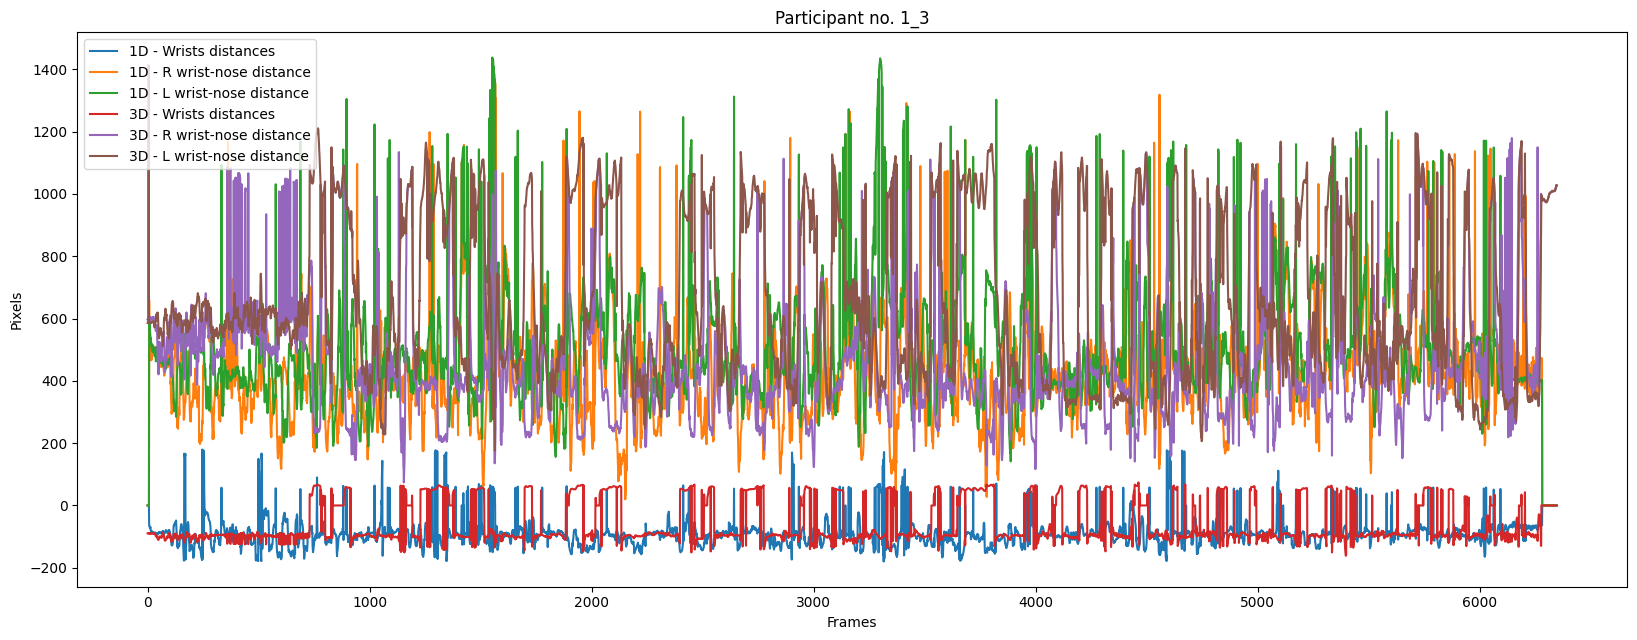 Participant no. 1_3
1D - Wrists distances
1D - R wrist-nose distance
1D - L wrist-nose distance
3D - Wrists distances
3D - R wrist-nose distance
3D - L wrist-nose distance
Pixels
1400
1200
1000
800
600
400
200
0
−200
0 1000 2000 3000 4000 5000 6000
Frames